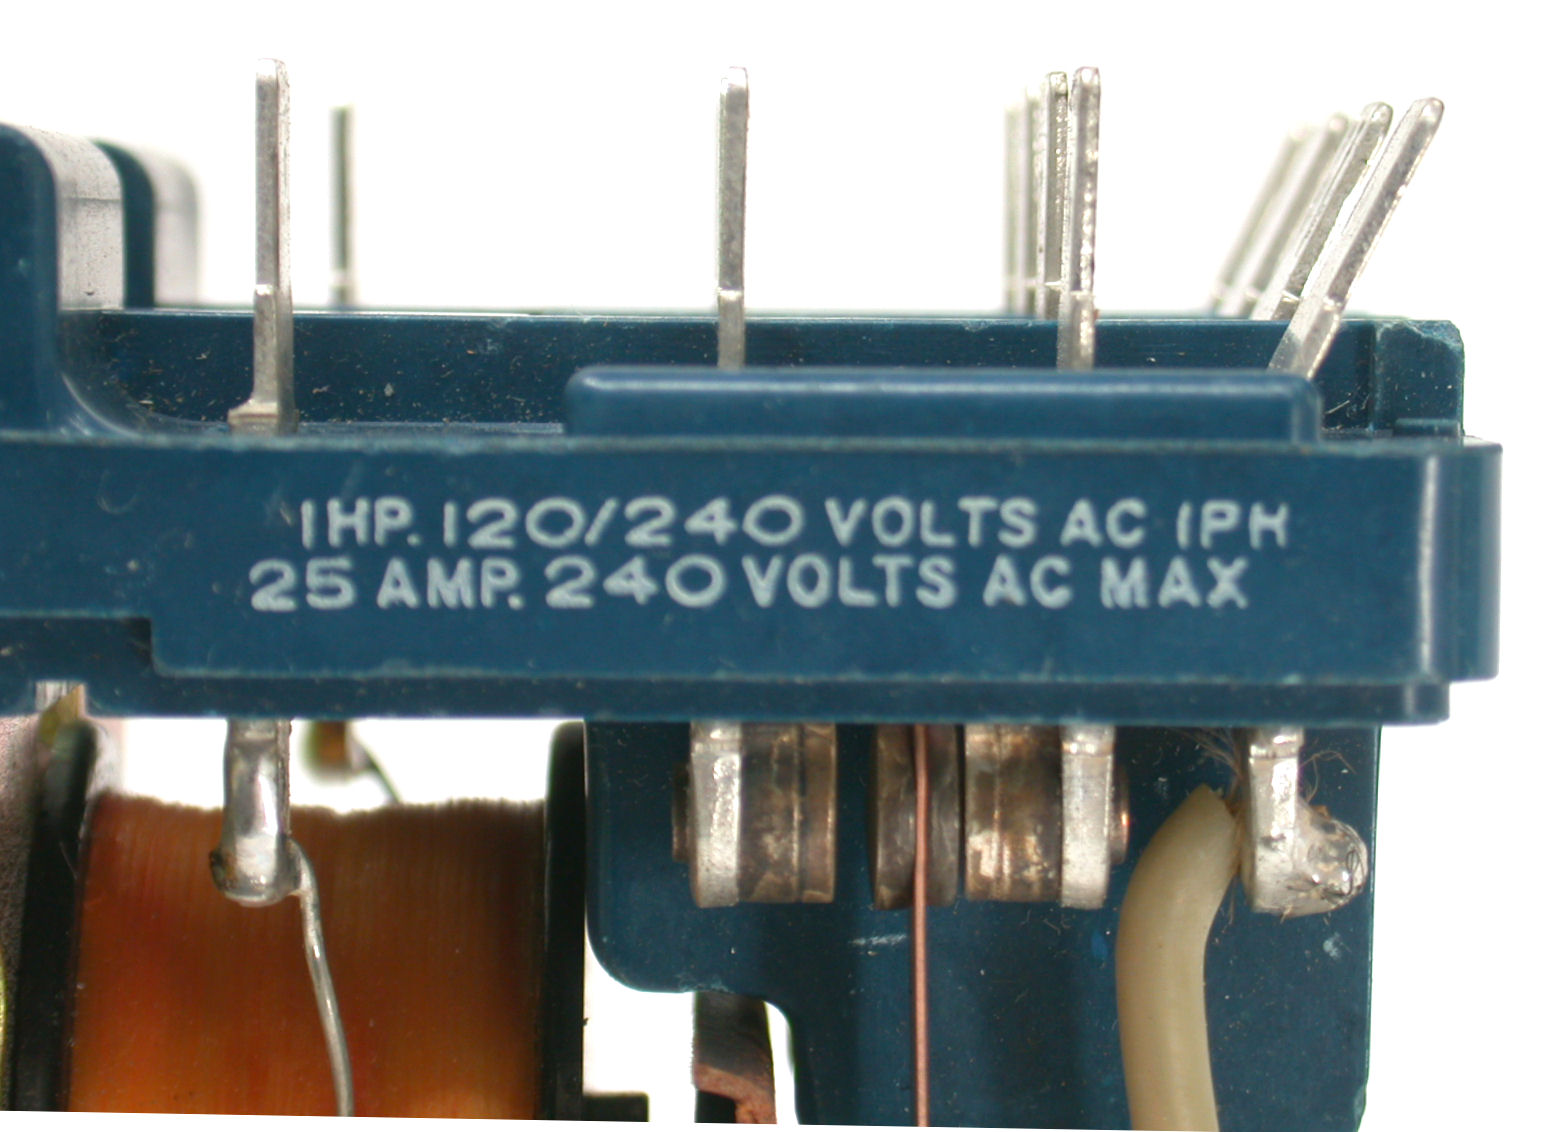 1HP. 120/240 VOLTS AC 1PH
25 AMP. 240 VOLTS AC MAX